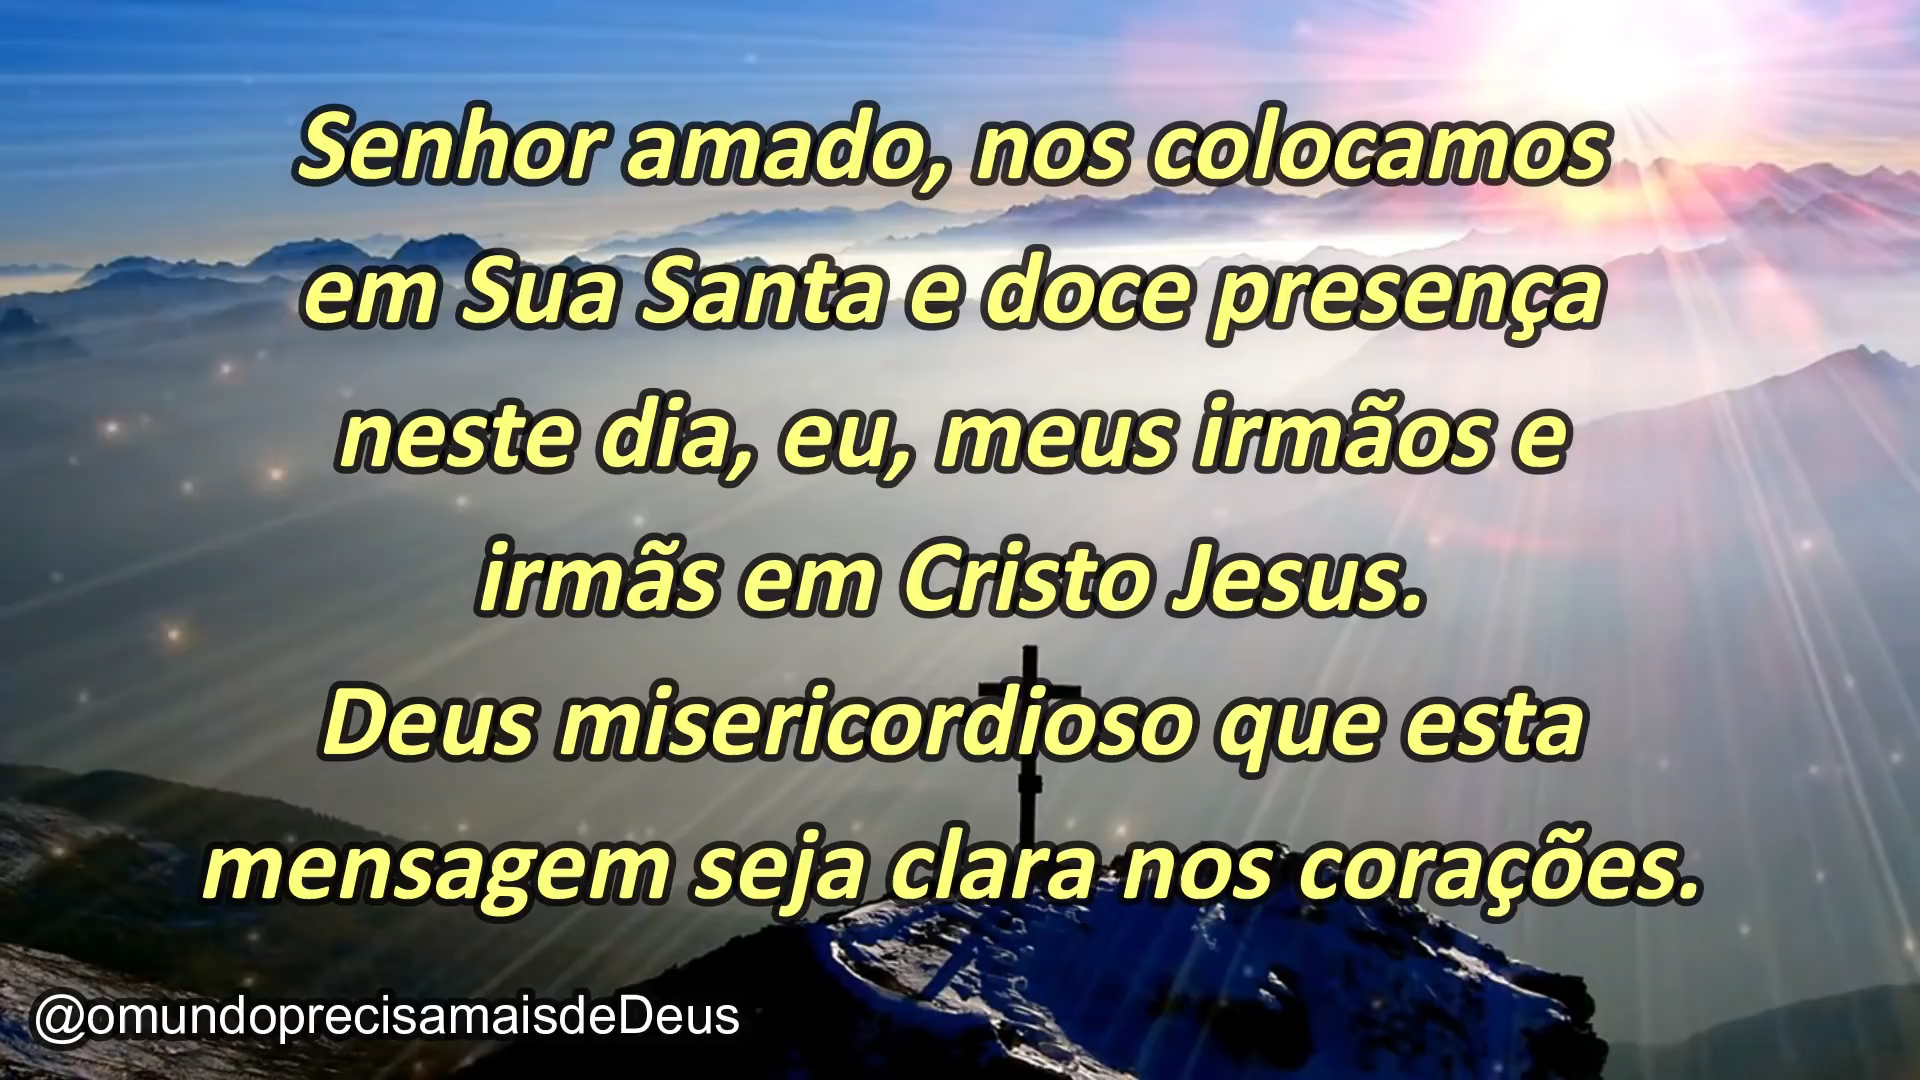 Senhor amado, nos colocamos
em Sua Santa e doce presença
neste dia, eu, meus irmãos e
irmãs em Cristo Jesus.
Deus misericordioso que esta
mensagem seja clara nos corações.
@omundoprecisamaisdeDeus